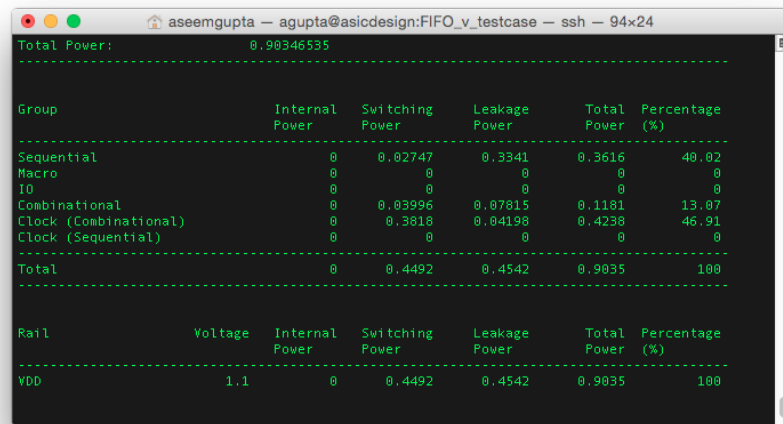 aseemgupta — agupta@asicdesign:FIFO_v_testcase — ssh — 94×24
Total Power: 0.90346535
Group Internal Switching Leakage Total Percentage
Power Power Power Power (%)
Sequential 0 0.02747 0.3341 0.3616 40.02
Macro 0 0 0 0 0
IO 0 0 0 0 0
Combinational 0 0.03996 0.07815 0.1181 13.07
Clock (Combinational) 0 0.3818 0.04198 0.4238 46.91
Clock (Sequential) 0 0 0 0 0
Total 0 0.4492 0.4542 0.9035 100
Rail Voltage Internal Switching Leakage Total Percentage
Power Power Power Power (%)
VDD 1.1 0 0.4492 0.4542 0.9035 100